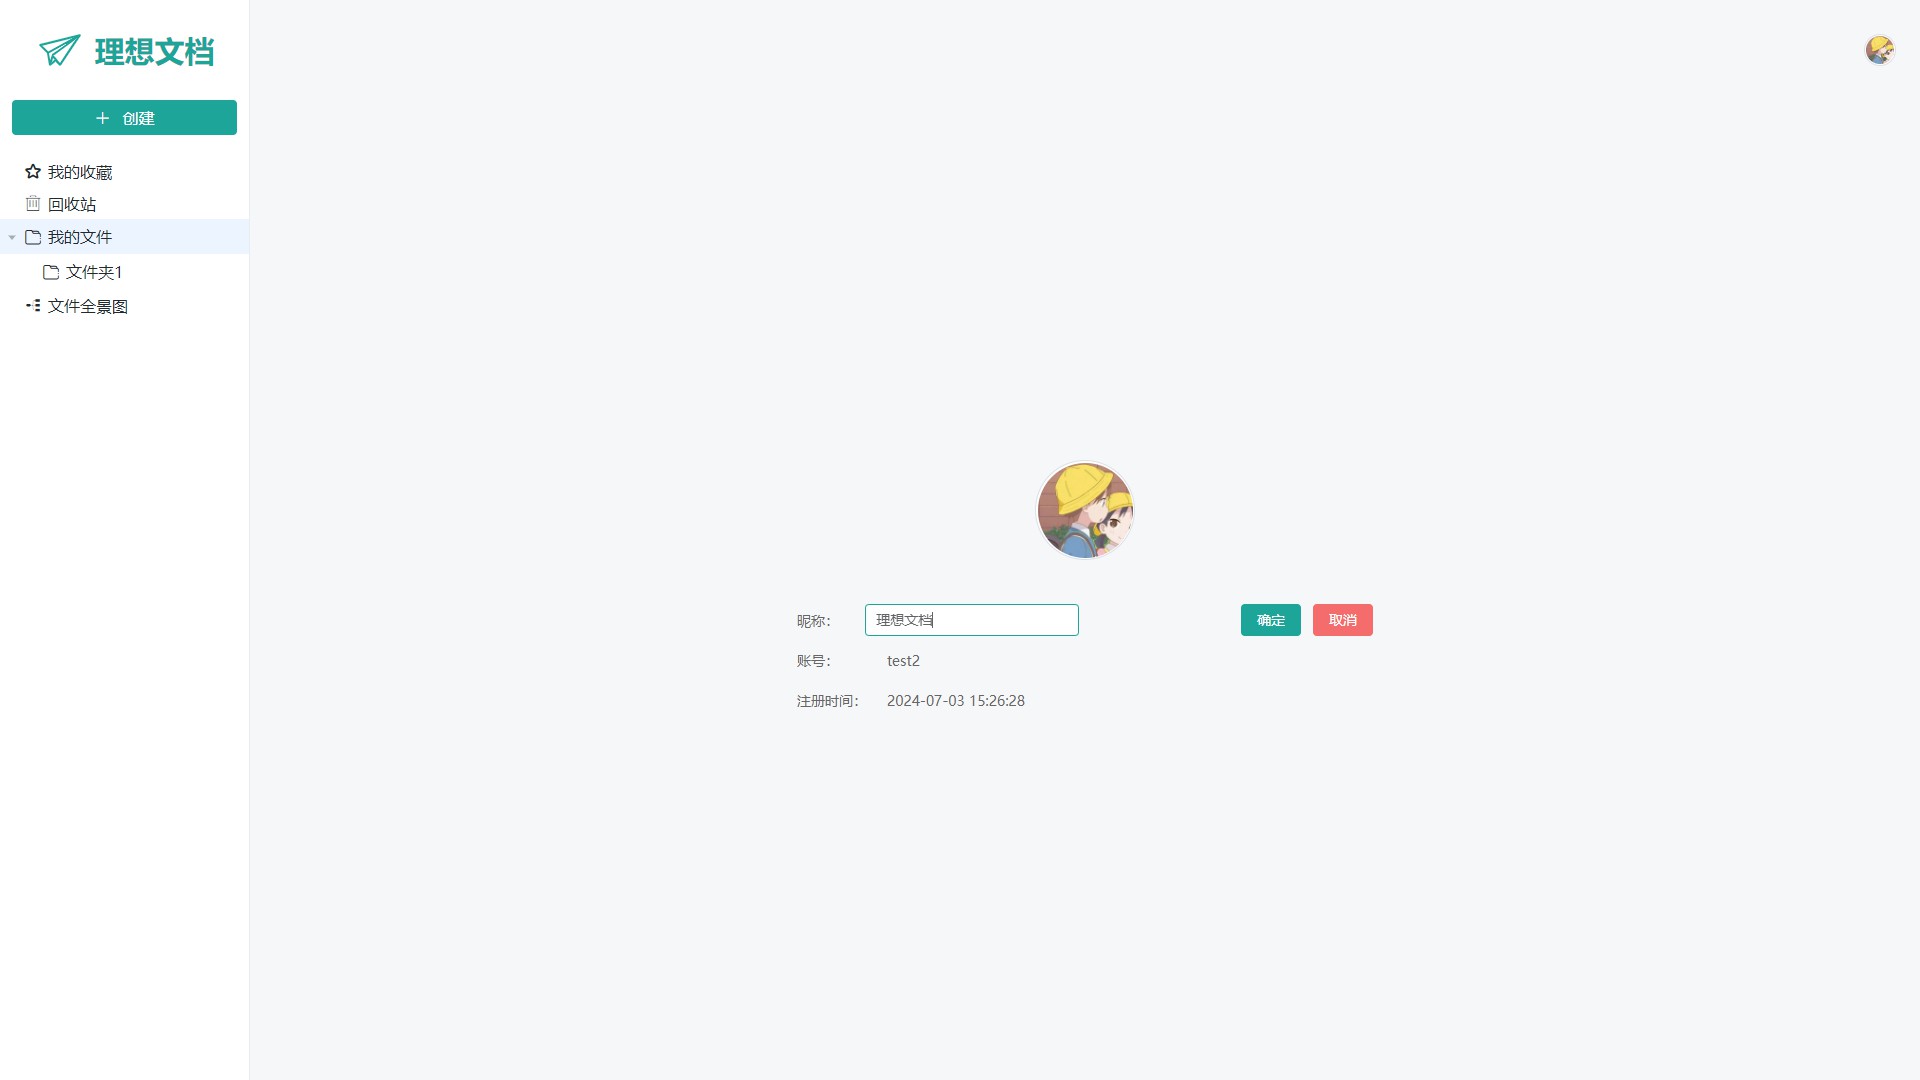 理想文档
创建
我的收藏
回收站
我的文件
文件夹1
文件全景图
昵称: 理想文档 确定 取消
账号: test2
注册时间: 2024-07-03 15:26:28